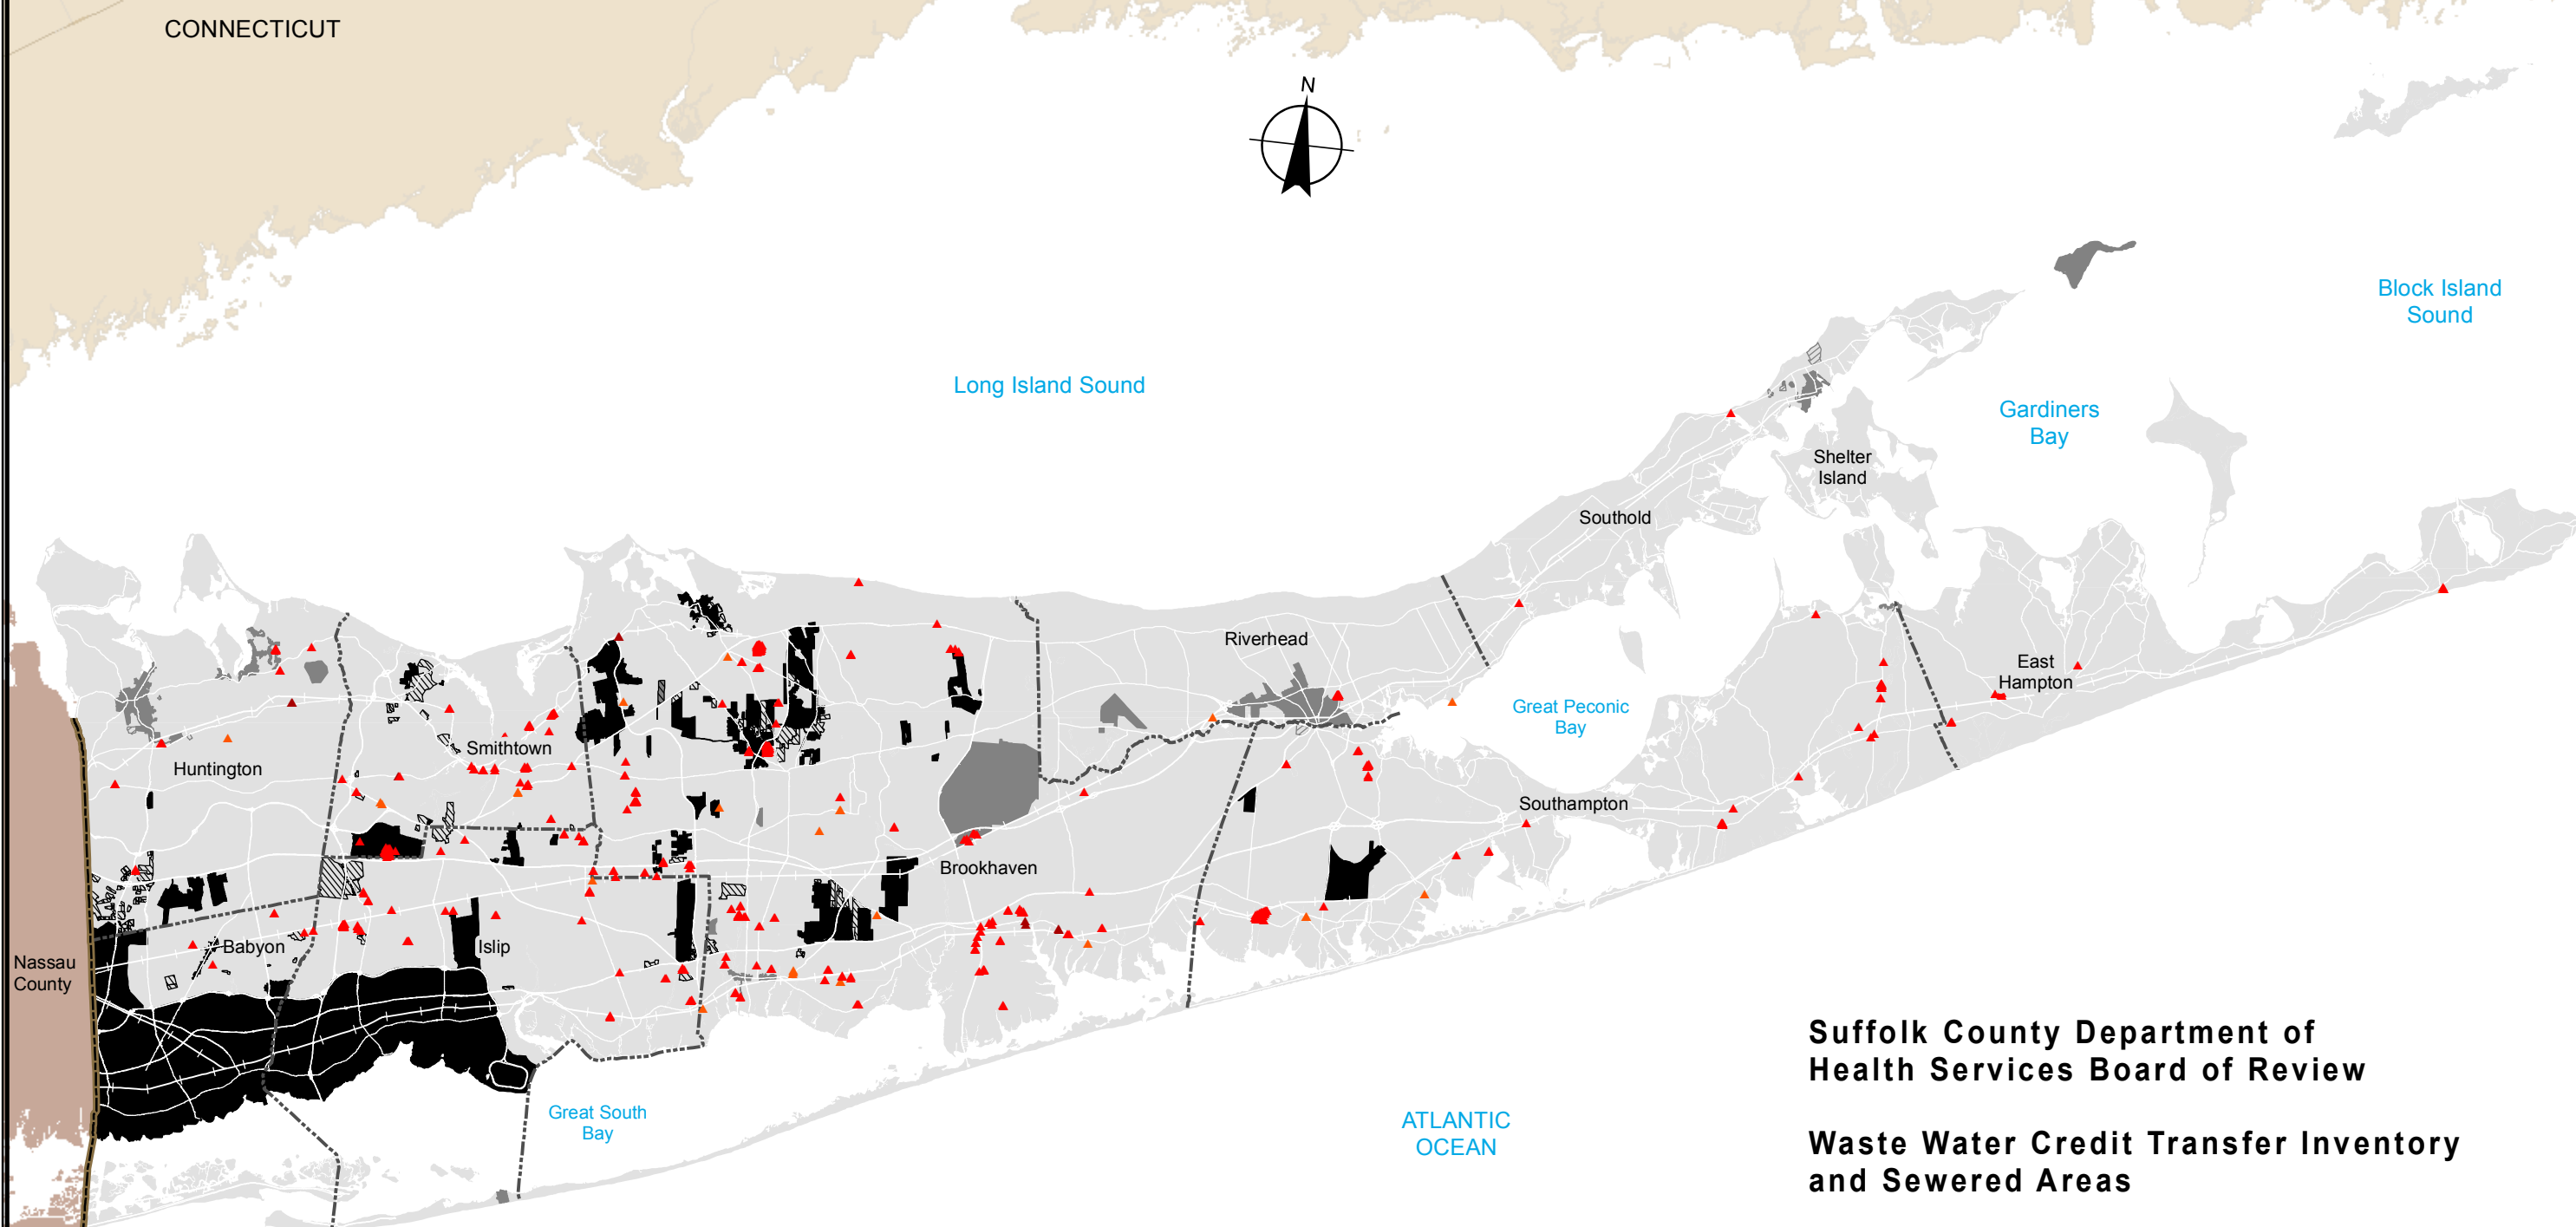 CONNECTICUT
N
Block Island
Sound
Long Island Sound
Gardiners
Bay
Shelter
Island
Southold
Riverhead
East
Hampton
Great Peconic
Bay
Smithtown
Huntington
Southampton
Brookhaven
Babyon
Islip
Nassau
County
Great South
Bay
ATLANTIC
OCEAN
Suffolk County Department of
Health Services Board of Review
Waste Water Credit Transfer Inventory
and Sewered Areas